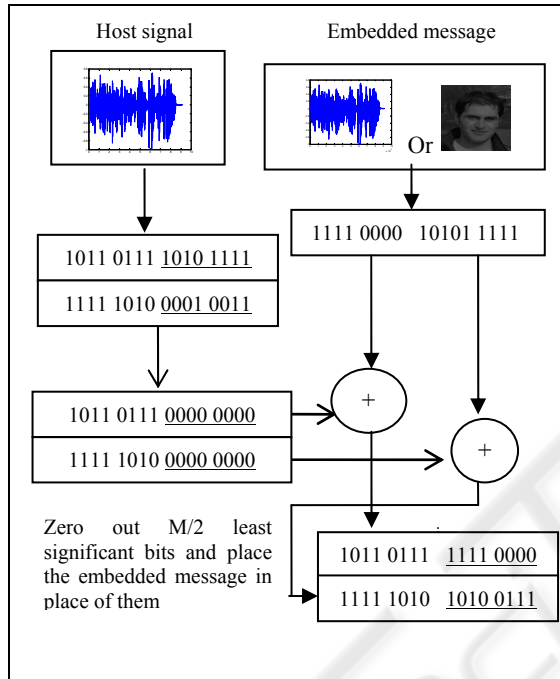 Host signal
Embedded message
Or
1111 0000 10101 1111
1011 0111 1010 1111
1111 1010 0001 0011
1011 0111 0000 0000
1111 1010 0000 0000
+
+
Zero out M/2 least
significant bits and place
the embedded message in
place of them
1011 0111 1111 0000
1111 1010 1010 0111